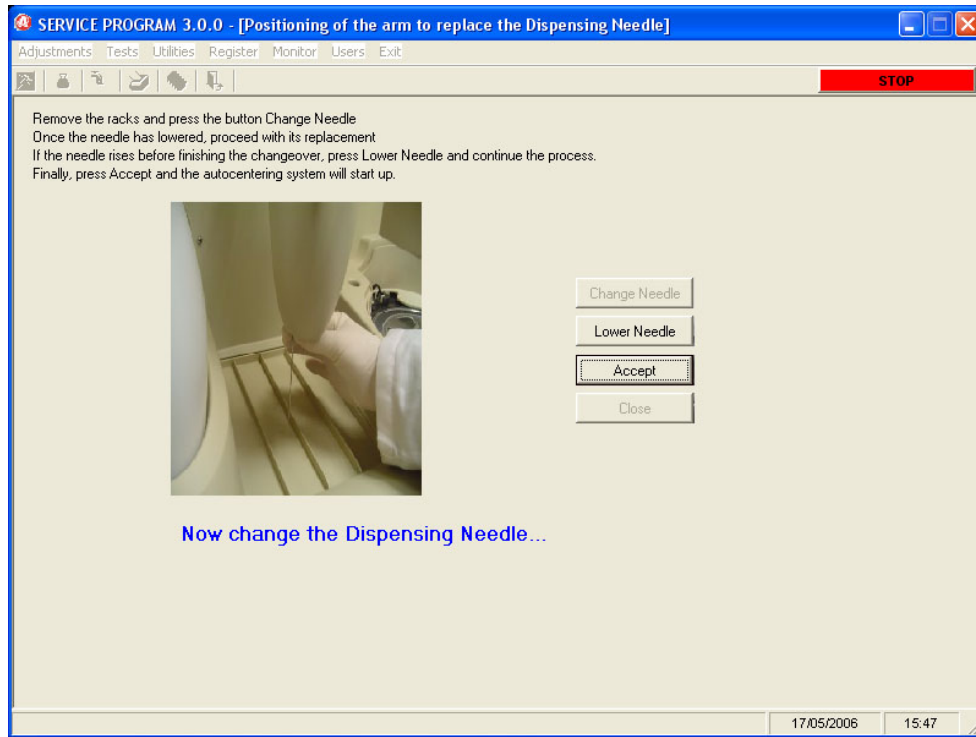 SERVICE PROGRAM 3.0.0 - [Positioning of the arm to replace the Dispensing Needle]
Adjustments Tests Utilities Register Monitor Users Exit
STOP
Remove the racks and press the button Change Needle
Once the needle has lowered, proceed with its replacement
If the needle rises before finishing the changeover, press Lower Needle and continue the process.
Finally, press Accept and the autocentering system will start up.
Change Needle
Lower Needle
Accept
Close
Now change the Dispensing Needle...
17/05/2006 15:47